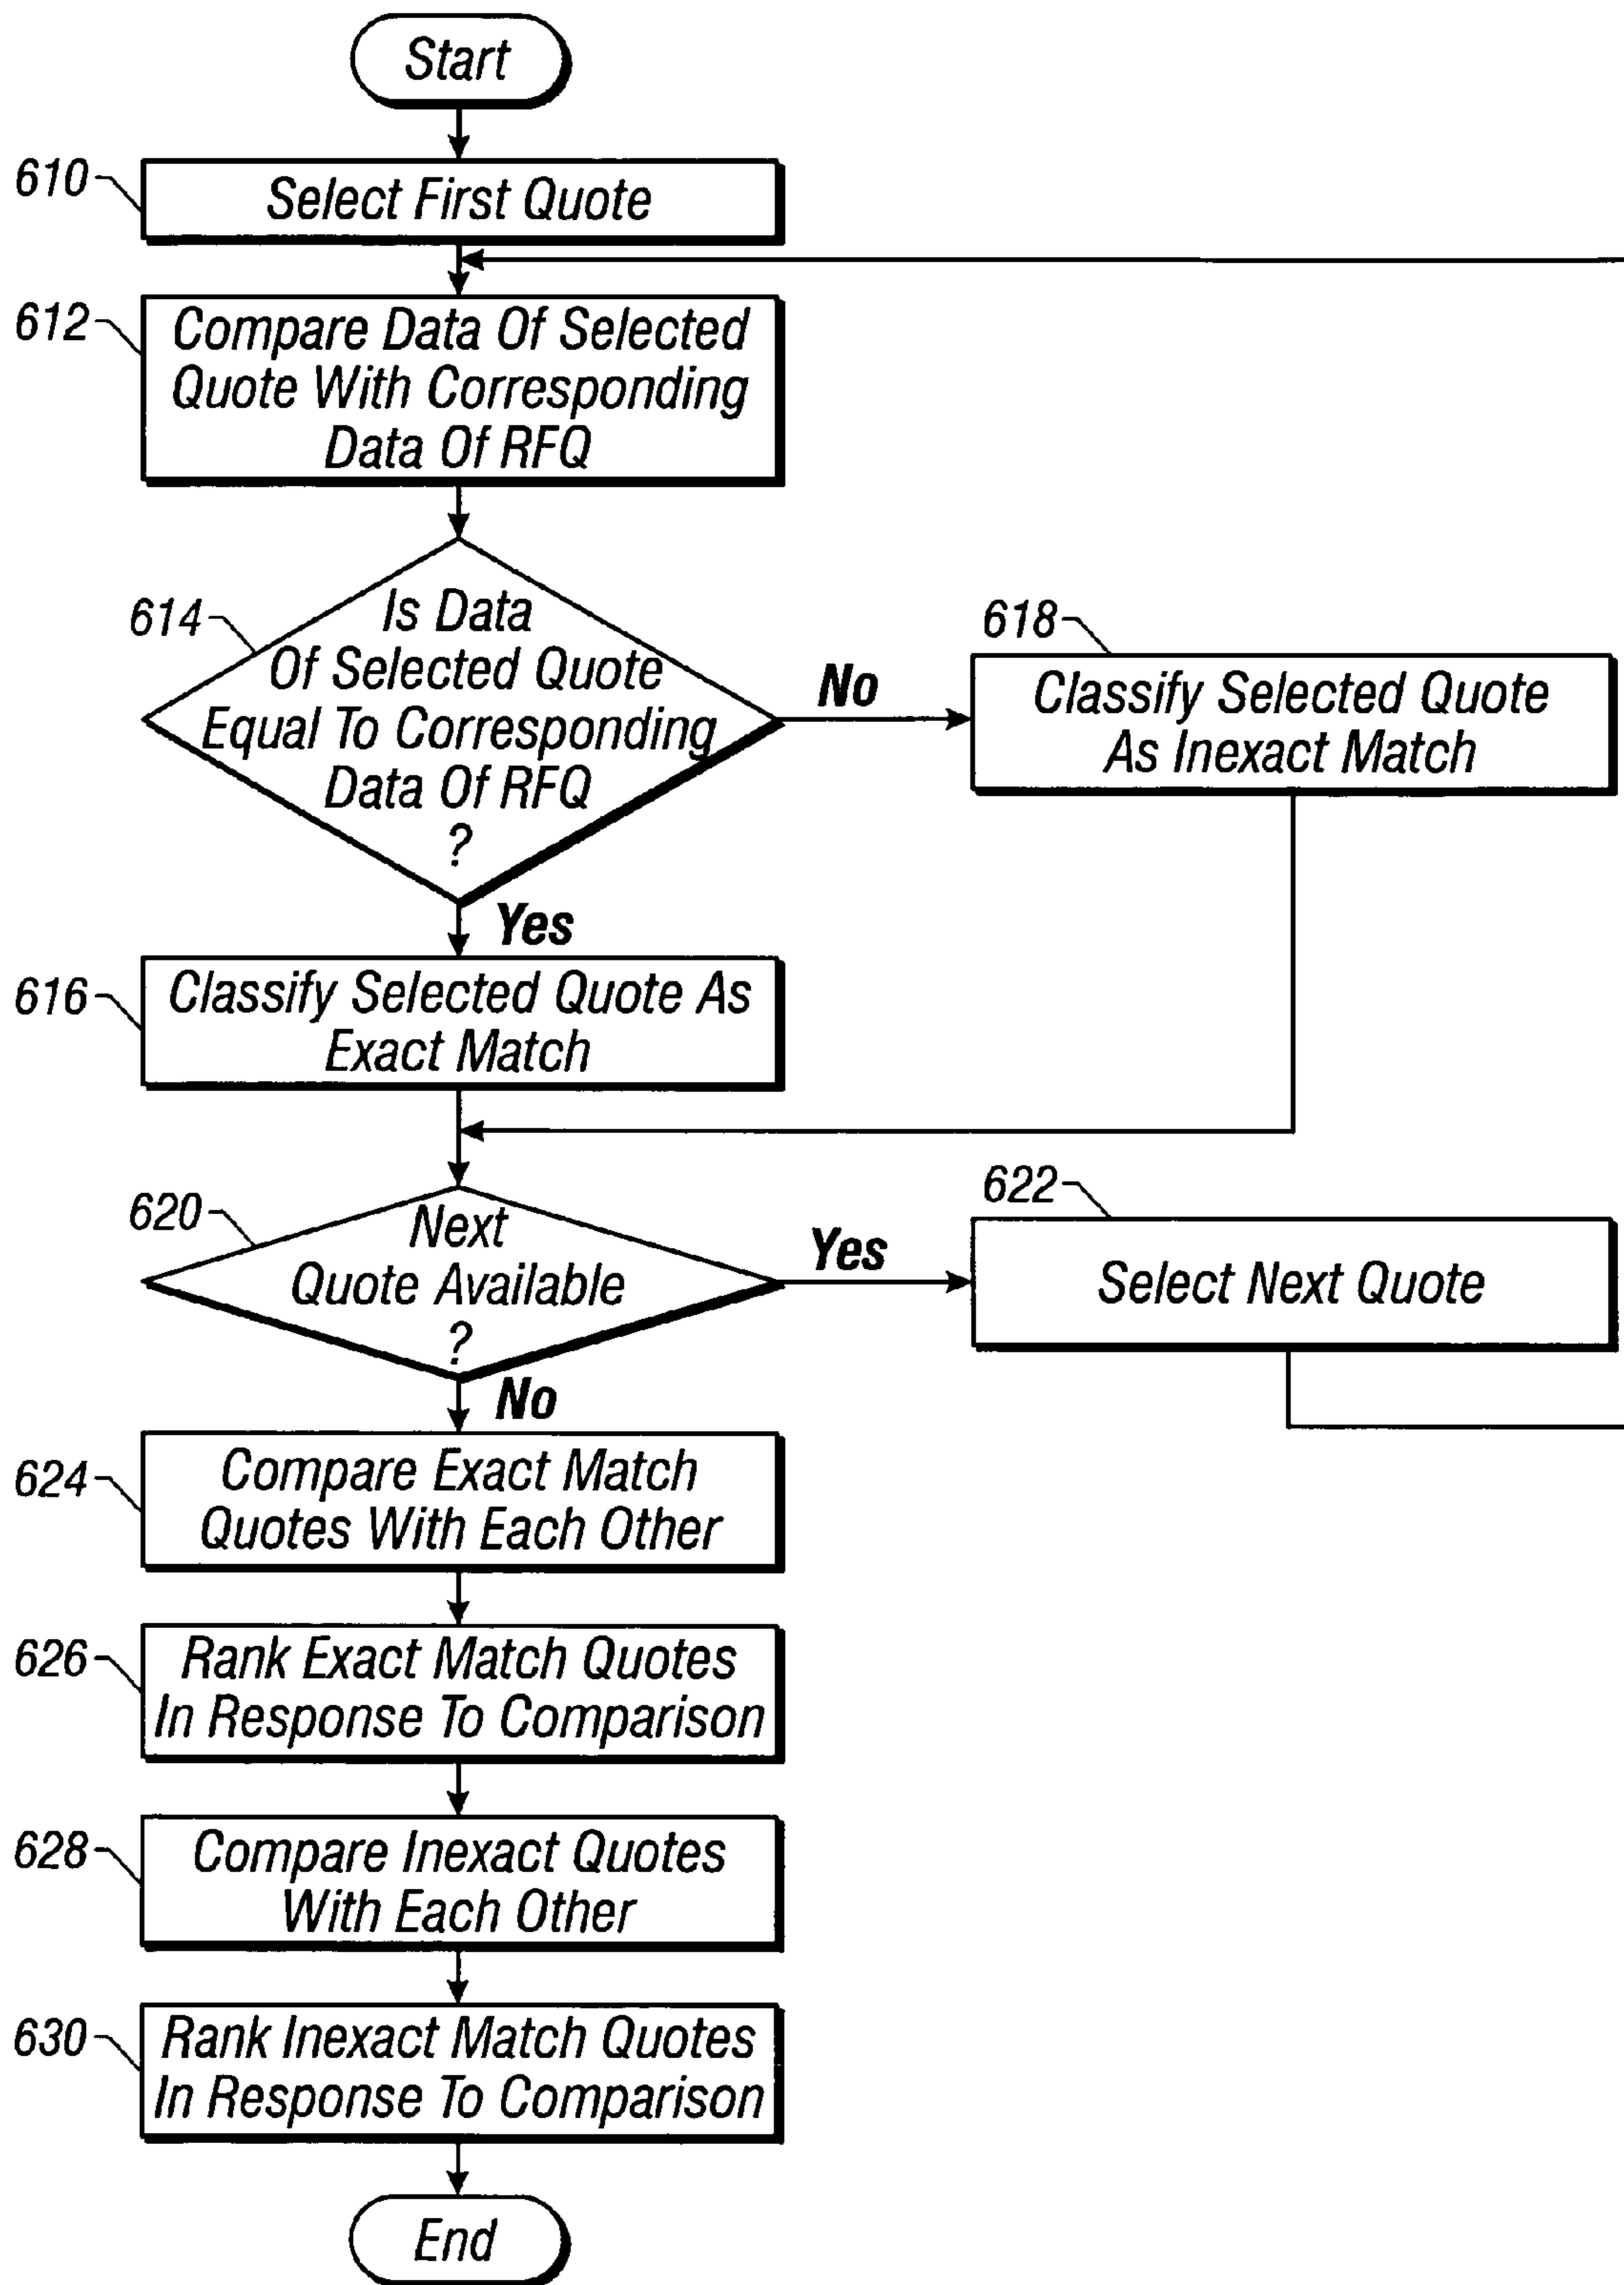 Start
610
Select First Quote
612
Compare Data Of Selected
Quote With Corresponding
Data Of RFQ
614
Is Data
Of Selected Quote
Equal To Corresponding
Data Of RFQ
?
No
618
Classify Selected Quote
As Inexact Match
Yes
616
Classify Selected Quote As
Exact Match
620
Next
Quote Available
?
Yes
622
Select Next Quote
No
624
Compare Exact Match
Quotes With Each Other
626
Rank Exact Match Quotes
In Response To Comparison
628
Compare Inexact Quotes
With Each Other
630
Rank Inexact Match Quotes
In Response To Comparison
End